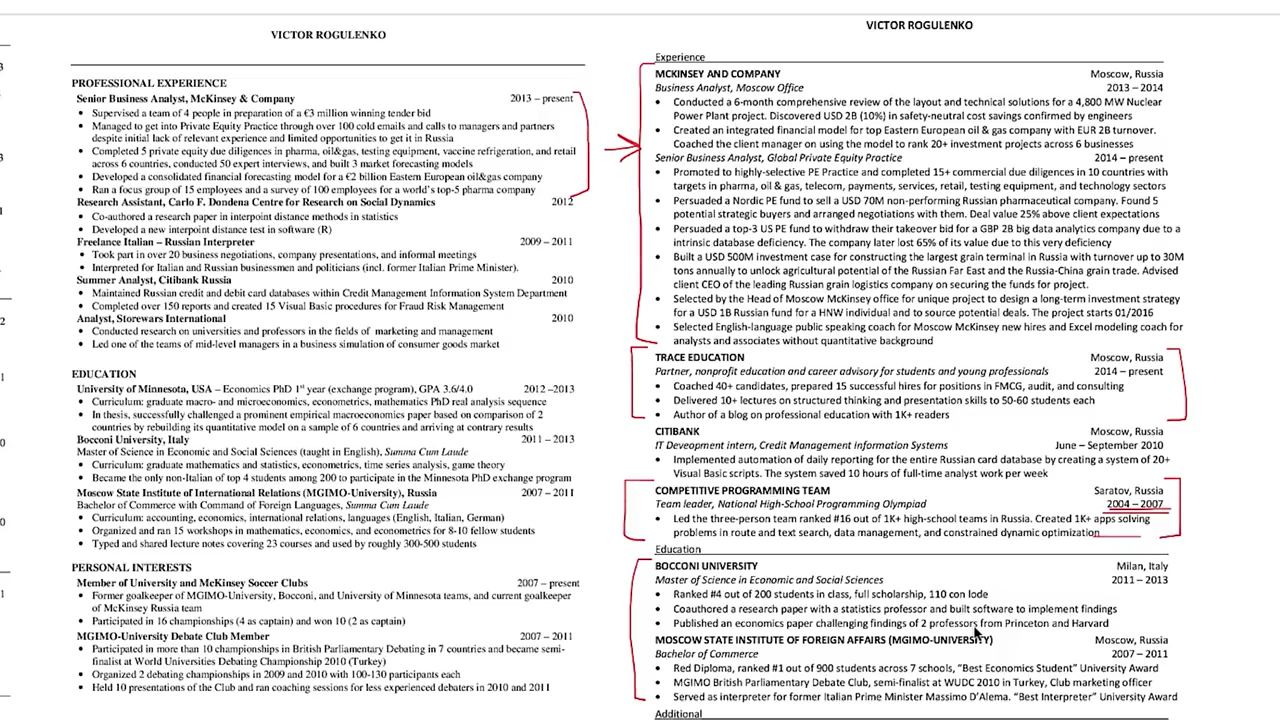 VICTOR ROGULENKO
PROFESSIONAL EXPERIENCE
Senior Business Analyst, McKinsey & Company 2013 – present
• Supervised a team of 4 people in preparation of a €3 million winning tender bid
• Managed to get into Private Equity Practice through over 100 cold emails and calls to managers and partners
despite initial lack of relevant experience and limited opportunities to get it in Russia
• Completed 5 private equity due diligences in pharma, oil&gas, testing equipment, vaccine refrigeration, and retail
across 6 countries, conducted 50 expert interviews, and built 3 market forecasting models
• Developed a consolidated financial forecasting model for a €2 billion Eastern European oil&gas company
• Ran a focus group of 15 employees and a survey of 100 employees for a world's top-5 pharma company
Research Assistant, Carlo F. Dondena Centre for Research on Social Dynamics 2012
• Co-authored a research paper in interpoint distance methods in statistics
• Developed a new interpoint distance test in software (R)
Freelance Italian – Russian Interpreter 2009 – 2011
• Took part in over 20 business negotiations, company presentations, and informal meetings
• Interpreted for Italian and Russian businessmen and politicians (incl. former Italian Prime Minister).
Summer Analyst, Citibank Russia 2010
• Maintained Russian credit and debit card databases within Credit Management Information System Department
• Completed over 150 reports and created 15 Visual Basic procedures for Fraud Risk Management
Analyst, Storewars International 2010
• Conducted research on universities and professors in the fields of marketing and management
• Led one of the teams of mid-level managers in a business simulation of consumer goods market
EDUCATION
University of Minnesota, USA – Economics PhD 1st year (exchange program), GPA 3.6/4.0 2012 –2013
• Curriculum: graduate macro- and microeconomics, econometrics, mathematics PhD real analysis sequence
• In thesis, successfully challenged a prominent empirical macroeconomics paper based on comparison of 2
countries by rebuilding its quantitative model on a sample of 6 countries and arriving at contrary results
Bocconi University, Italy 2011 – 2013
Master of Science in Economic and Social Sciences (taught in English), Summa Cum Laude
• Curriculum: graduate mathematics and statistics, econometrics, time series analysis, game theory
• Became the only non-Italian of top 4 students among 200 to participate in the Minnesota PhD exchange program
Moscow State Institute of International Relations (MGIMO-University), Russia 2007 – 2011
Bachelor of Commerce with Command of Foreign Languages, Summa Cum Laude
• Curriculum: accounting, economics, international relations, languages (English, Italian, German)
• Organized and ran 15 workshops in mathematics, economics, and econometrics for 8-10 fellow students
• Typed and shared lecture notes covering 23 courses and used by roughly 300-500 students
PERSONAL INTERESTS
Member of University and McKinsey Soccer Clubs 2007 – present
• Former goalkeeper of MGIMO-University, Bocconi, and University of Minnesota teams, and current goalkeeper
of McKinsey Russia team
• Participated in 16 championships (4 as captain) and won 10 (2 as captain)
MGIMO-University Debate Club Member 2007 – 2011
• Participated in more than 10 championships in British Parliamentary Debating in 7 countries and became semi-
finalist at World Universities Debating Championship 2010 (Turkey)
• Organized 2 debating championships in 2009 and 2010 with 100-130 participants each
• Held 10 presentations of the Club and ran coaching sessions for less experienced debaters in 2010 and 2011
VICTOR ROGULENKO
Experience
MCKINSEY AND COMPANY Moscow, Russia
Business Analyst, Moscow Office 2013 – 2014
• Conducted a 6-month comprehensive review of the layout and technical solutions for a 4,800 MW Nuclear
Power Plant project. Discovered USD 2B (10%) in safety-neutral cost savings confirmed by engineers
• Created an integrated financial model for top Eastern European oil & gas company with EUR 2B turnover.
Coached the client manager on using the model to rank 20+ investment projects across 6 businesses
Senior Business Analyst, Global Private Equity Practice 2014 – present
• Promoted to highly-selective PE Practice and completed 15+ commercial due diligences in 10 countries with
targets in pharma, oil & gas, telecom, payments, services, retail, testing equipment, and technology sectors
• Persuaded a Nordic PE fund to sell a USD 70M non-performing Russian pharmaceutical company. Found 5
potential strategic buyers and arranged negotiations with them. Deal value 25% above client expectations
• Persuaded a top-3 US PE fund to withdraw their takeover bid for a GBP 2B big data analytics company due to a
intrinsic database deficiency. The company later lost 65% of its value due to this very deficiency
• Built a USD 500M investment case for constructing the largest grain terminal in Russia with turnover up to 30M
tons annually to unlock agricultural potential of the Russian Far East and the Russia-China grain trade. Advised
client CEO of the leading Russian grain logistics company on securing the funds for project.
• Selected by the Head of Moscow McKinsey office for unique project to design a long-term investment strategy
for a USD 1B Russian fund for a HNW individual and to source potential deals. The project starts 01/2016
• Selected English-language public speaking coach for Moscow McKinsey new hires and Excel modeling coach for
analysts and associates without quantitative background
TRACE EDUCATION Moscow, Russia
Partner, nonprofit education and career advisory for students and young professionals 2014 – present
• Coached 40+ candidates, prepared 15 successful hires for positions in FMCG, audit, and consulting
• Delivered 10+ lectures on structured thinking and presentation skills to 50-60 students each
• Author of a blog on professional education with 1K+ readers
CITIBANK Moscow, Russia
IT Deveopment intern, Credit Management Information Systems June – September 2010
• Implemented automation of daily reporting for the entire Russian card database by creating a system of 20+
Visual Basic scripts. The system saved 10 hours of full-time analyst work per week
COMPETITIVE PROGRAMMING TEAM Saratov, Russia
Team leader, National High-School Programming Olympiad 2004 – 2007
• Led the three-person team ranked #16 out of 1K+ high-school teams in Russia. Created 1K+ apps solving
problems in route and text search, data management, and constrained dynamic optimization
Education
BOCCONI UNIVERSITY Milan, Italy
Master of Science in Economic and Social Sciences 2011 – 2013
• Ranked #4 out of 200 students in class, full scholarship, 110 con lode
• Coauthored a research paper with a statistics professor and built software to implement findings
• Published an economics paper challenging findings of 2 professors from Princeton and Harvard
MOSCOW STATE INSTITUTE OF FOREIGN AFFAIRS (MGIMO-UNIVERSITY) Moscow, Russia
Bachelor of Commerce 2007 – 2011
• Red Diploma, ranked #1 out of 900 students across 7 schools, “Best Economics Student” University Award
• MGIMO British Parliamentary Debate Club, semi-finalist at WUDC 2010 in Turkey, Club marketing officer
• Served as interpreter for former Italian Prime Minister Massimo D'Alema. “Best Interpreter” University Award
Additional